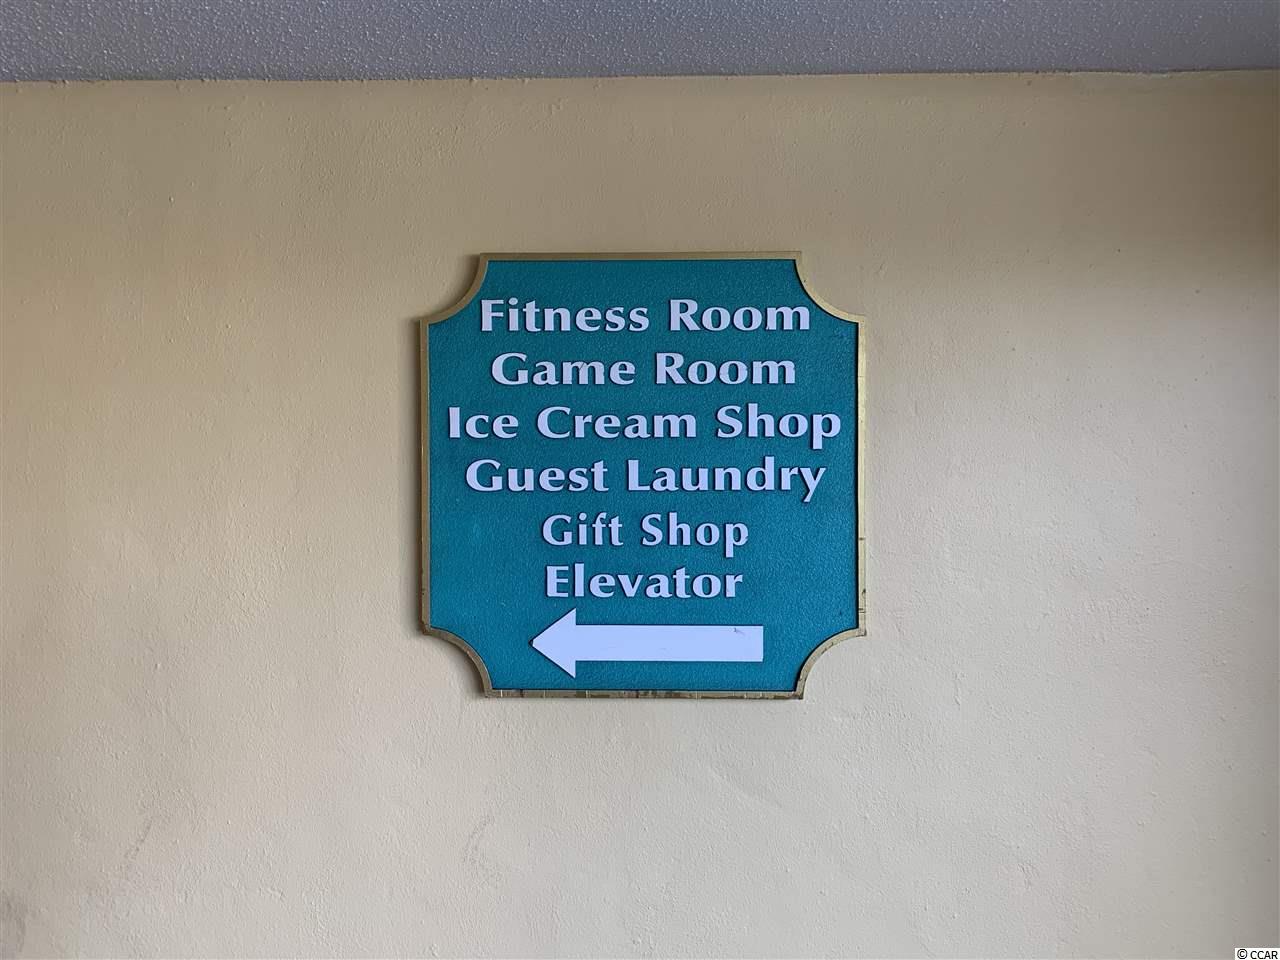 Fitness Room
Game Room
Ice Cream Shop
Guest Laundry
Gift Shop
Elevator
© CCAR